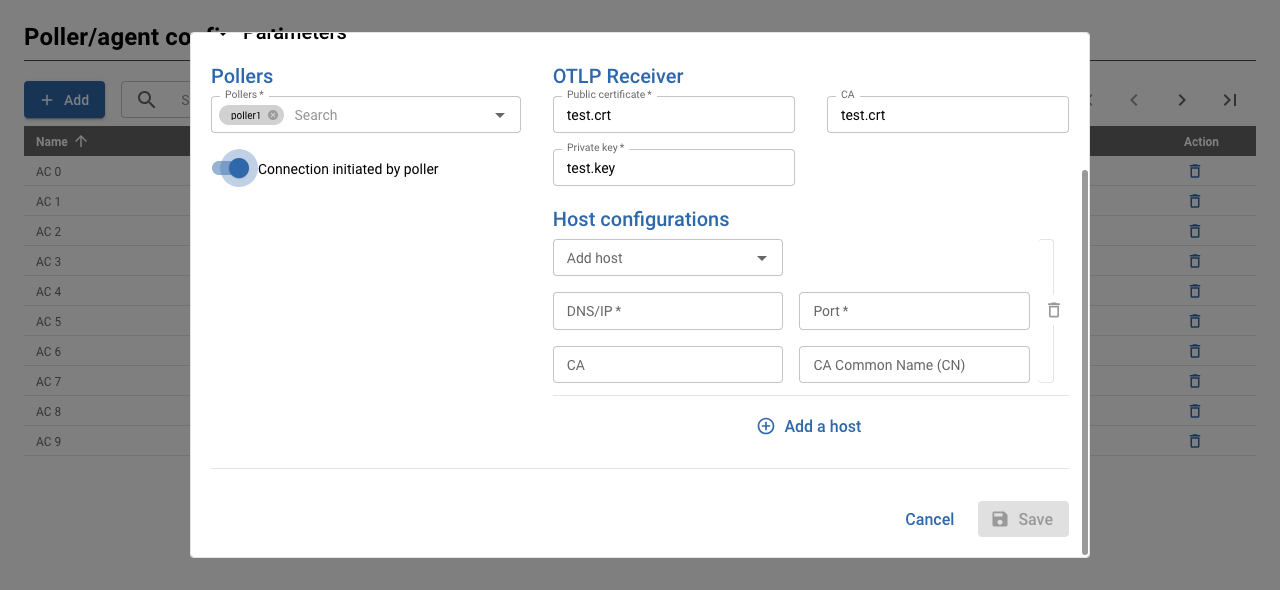 Poller/agent co
Parameters
Add
S
Name
Action
AC 0
AC 1
AC 2
AC 3
AC 4
AC 5
AC 6
AC 7
AC 8
AC 9
Pollers
Pollers *
poller1
Search
Connection initiated by poller
OTLP Receiver
Public certificate *
test.crt
CA
test.crt
Private key *
test.key
Host configurations
Add host
DNS/IP *
Port *
CA
CA Common Name (CN)
Add a host
Cancel
Save